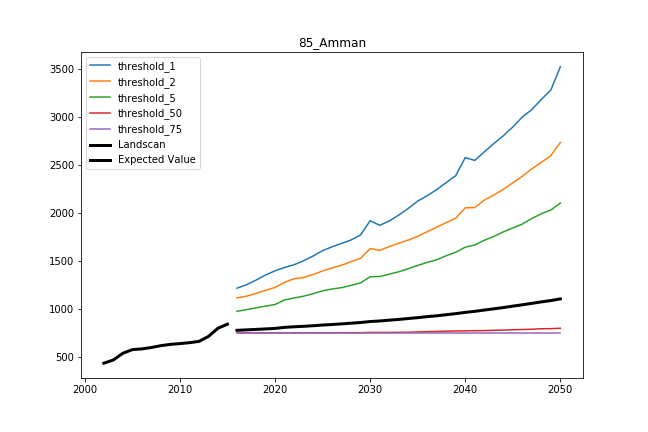 85_Amman
threshold_1
threshold_2
threshold_5
threshold_50
threshold_75
Landscan
Expected Value
3500
3000
2500
2000
1500
1000
500
2000 2010 2020 2030 2040 2050